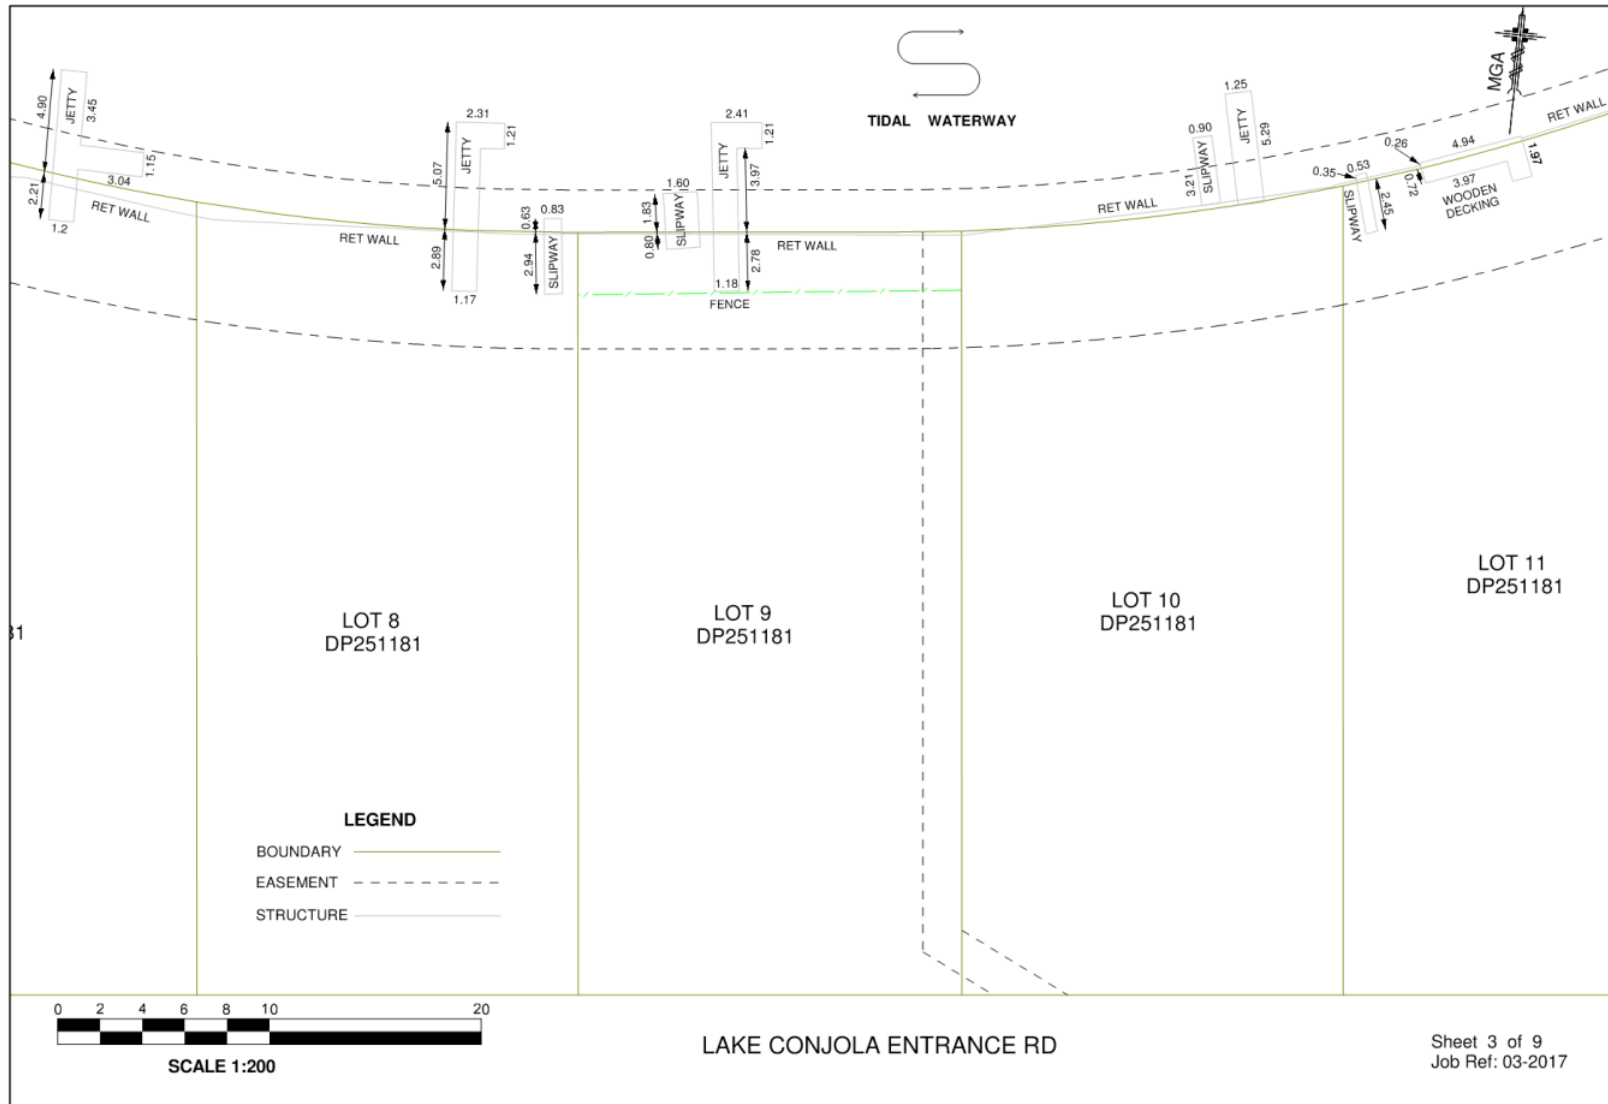 4.90
JETTY
3.45
1.15
3.04
2.21
1.2
RET WALL
2.31
1.21
JETTY
5.07
RET WALL
2.89
1.17
0.83
0.63
2.94
SLIPWAY
1.60
1.83
SLIPWAY
0.80
2.41
1.21
JETTY
3.97
RET WALL
2.78
1.18
FENCE
TIDAL WATERWAY
1.25
0.90
JETTY
5.29
SLIPWAY
3.21
RET WALL
MGA
RET WALL
0.26
4.94
1.97
0.35
0.53
0.72
3.97
WOODEN
DECKING
SLIPWAY
2.45
31
LOT 8
DP251181
LOT 9
DP251181
LOT 10
DP251181
LOT 11
DP251181
LEGEND
BOUNDARY
EASEMENT
STRUCTURE
0 2 4 6 8 10 20
SCALE 1:200
LAKE CONJOLA ENTRANCE RD
Sheet 3 of 9
Job Ref: 03-2017